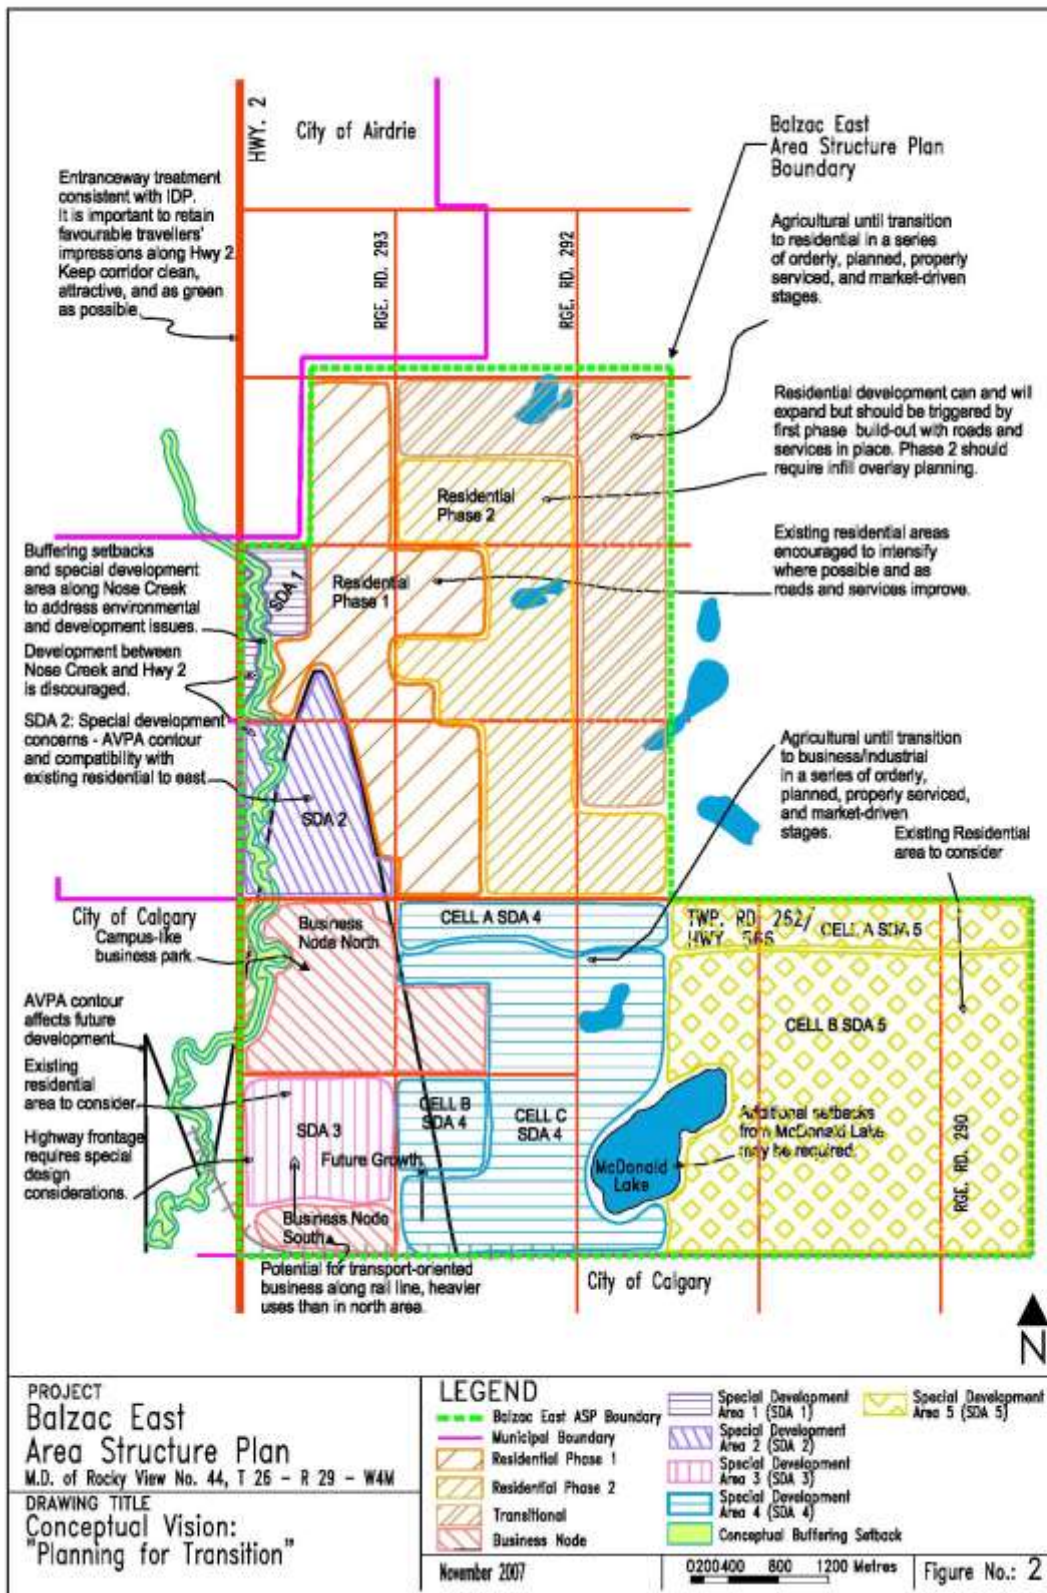 HWY. 2
City of Airdrie
Balzac East
Area Structure Plan
Boundary
Entranceway treatment
consistent with IDP.
It is important to retain
favourable travellers'
impressions along Hwy 2.
Keep corridor clean,
attractive, and as green
as possible.
RGE. RD. 293
RGE. RD. 292
Agricultural until transition
to residential in a series
of orderly, planned, properly
serviced, and market-driven
stages.
Residential development can and will
expand but should be triggered by
first phase build-out with roads and
services in place. Phase 2 should
require infill overlay planning.
Residential
Phase 2
Existing residential areas
encouraged to intensify
where possible and as
roads and services improve.
Buffering setbacks
and special development
area along Nose Creek
to address environmental
and development issues.
SDA 1
Residential
Phase 1
Development between
Nose Creek and Hwy 2
is discouraged.
SDA 2: Special development
concerns - AVPA contour
and compatibility with
existing residential to east
SDA 2
Agricultural until transition
to business/industrial
in a series of orderly,
planned, properly serviced,
and market-driven
stages.
Existing Residential
area to consider
City of Calgary
Campus-like
business park.
Business
Node North
CELL A SDA 4
TWP. RD 262/
HWY. 566
CELL A SDA 5
AVPA contour
affects future
development
CELL B SDA 5
Existing
residential
area to consider
Highway frontage
requires special
design
considerations.
SDA 3
CELL B
SDA 4
CELL C
SDA 4
Future Growth
McDonald
Lake
Additional setbacks
from McDonald Lake
may be required.
RGE. RD. 290
Business Node
South
Potential for transport-oriented
business along rail line, heavier
uses than in north area.
City of Calgary
N
PROJECT
Balzac East
Area Structure Plan
M.D. of Rocky View No. 44, T 26 - R 29 - W4M
DRAWING TITLE
Conceptual Vision:
"Planning for Transition"
LEGEND
Balzac East ASP Boundary
Municipal Boundary
Residential Phase 1
Residential Phase 2
Transitional
Business Node
Special Development
Area 1 (SDA 1)
Special Development
Area 2 (SDA 2)
Special Development
Area 3 (SDA 3)
Special Development
Area 4 (SDA 4)
Conceptual Buffering Setback
Special Development
Area 5 (SDA 5)
November 2007
0 200 400 800 1200 Metres
Figure No.: 2